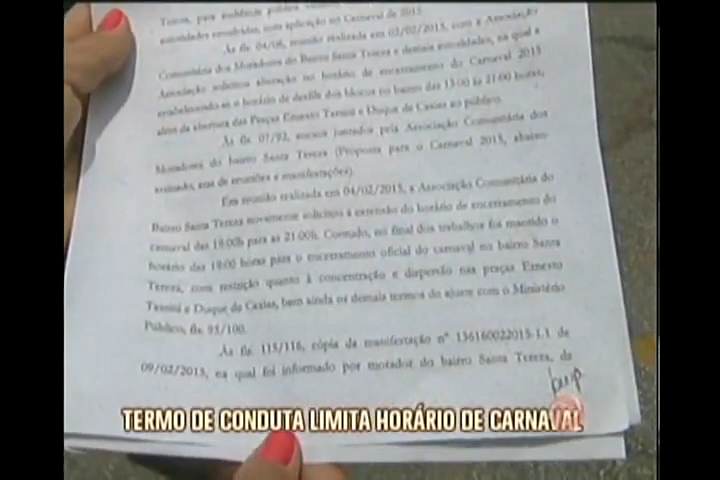 Tereza, para audiência pública
autoridades envolvidas, com aplicação no Carnaval de 2015.
Às fls. 04/06, reunião realizada em 03/02/2015, com a Associação
Comunitária dos Moradores do Bairro Santa Tereza e demais autoridades, na qual a
Associação solicitou alteração no horário de encerramento do Carnaval 2015
estabelecendo-se o horário de desfile dos blocos no bairro das 13:00 às 21:00 horas,
além da abertura das Praças Ernesto Tassini e Duque de Caxias ao público.
Às fls. 07/92, anexos juntados pela Associação Comunitária dos
Moradores do bairro Santa Tereza (Proposta para o Carnaval 2015, abaixo-
assinado, atas de reuniões e manifestações).
Em reunião realizada em 04/02/2015, a Associação Comunitária do
Bairro Santa Tereza novamente solicitou a extensão do horário de encerramento do
carnaval das 19:00h para as 21:00h. Contudo, no final dos trabalhos foi mantido o
horário das 19:00 horas para o encerramento oficial do carnaval no bairro Santa
Tereza, com restrição quanto à concentração e dispersão nas praças Ernesto
Tassini e Duque de Caxias, bem ainda os demais termos do ajuste com o Ministério
Público, fls. 95/100.
Às fls. 115/116, cópia da manifestação nº 136160022015-1.1 de
09/02/2015, na qual foi informado por morador do bairro Santa Tereza, da
TERMO DE CONDUTA LIMITA HORÁRIO DE CARNAVAL